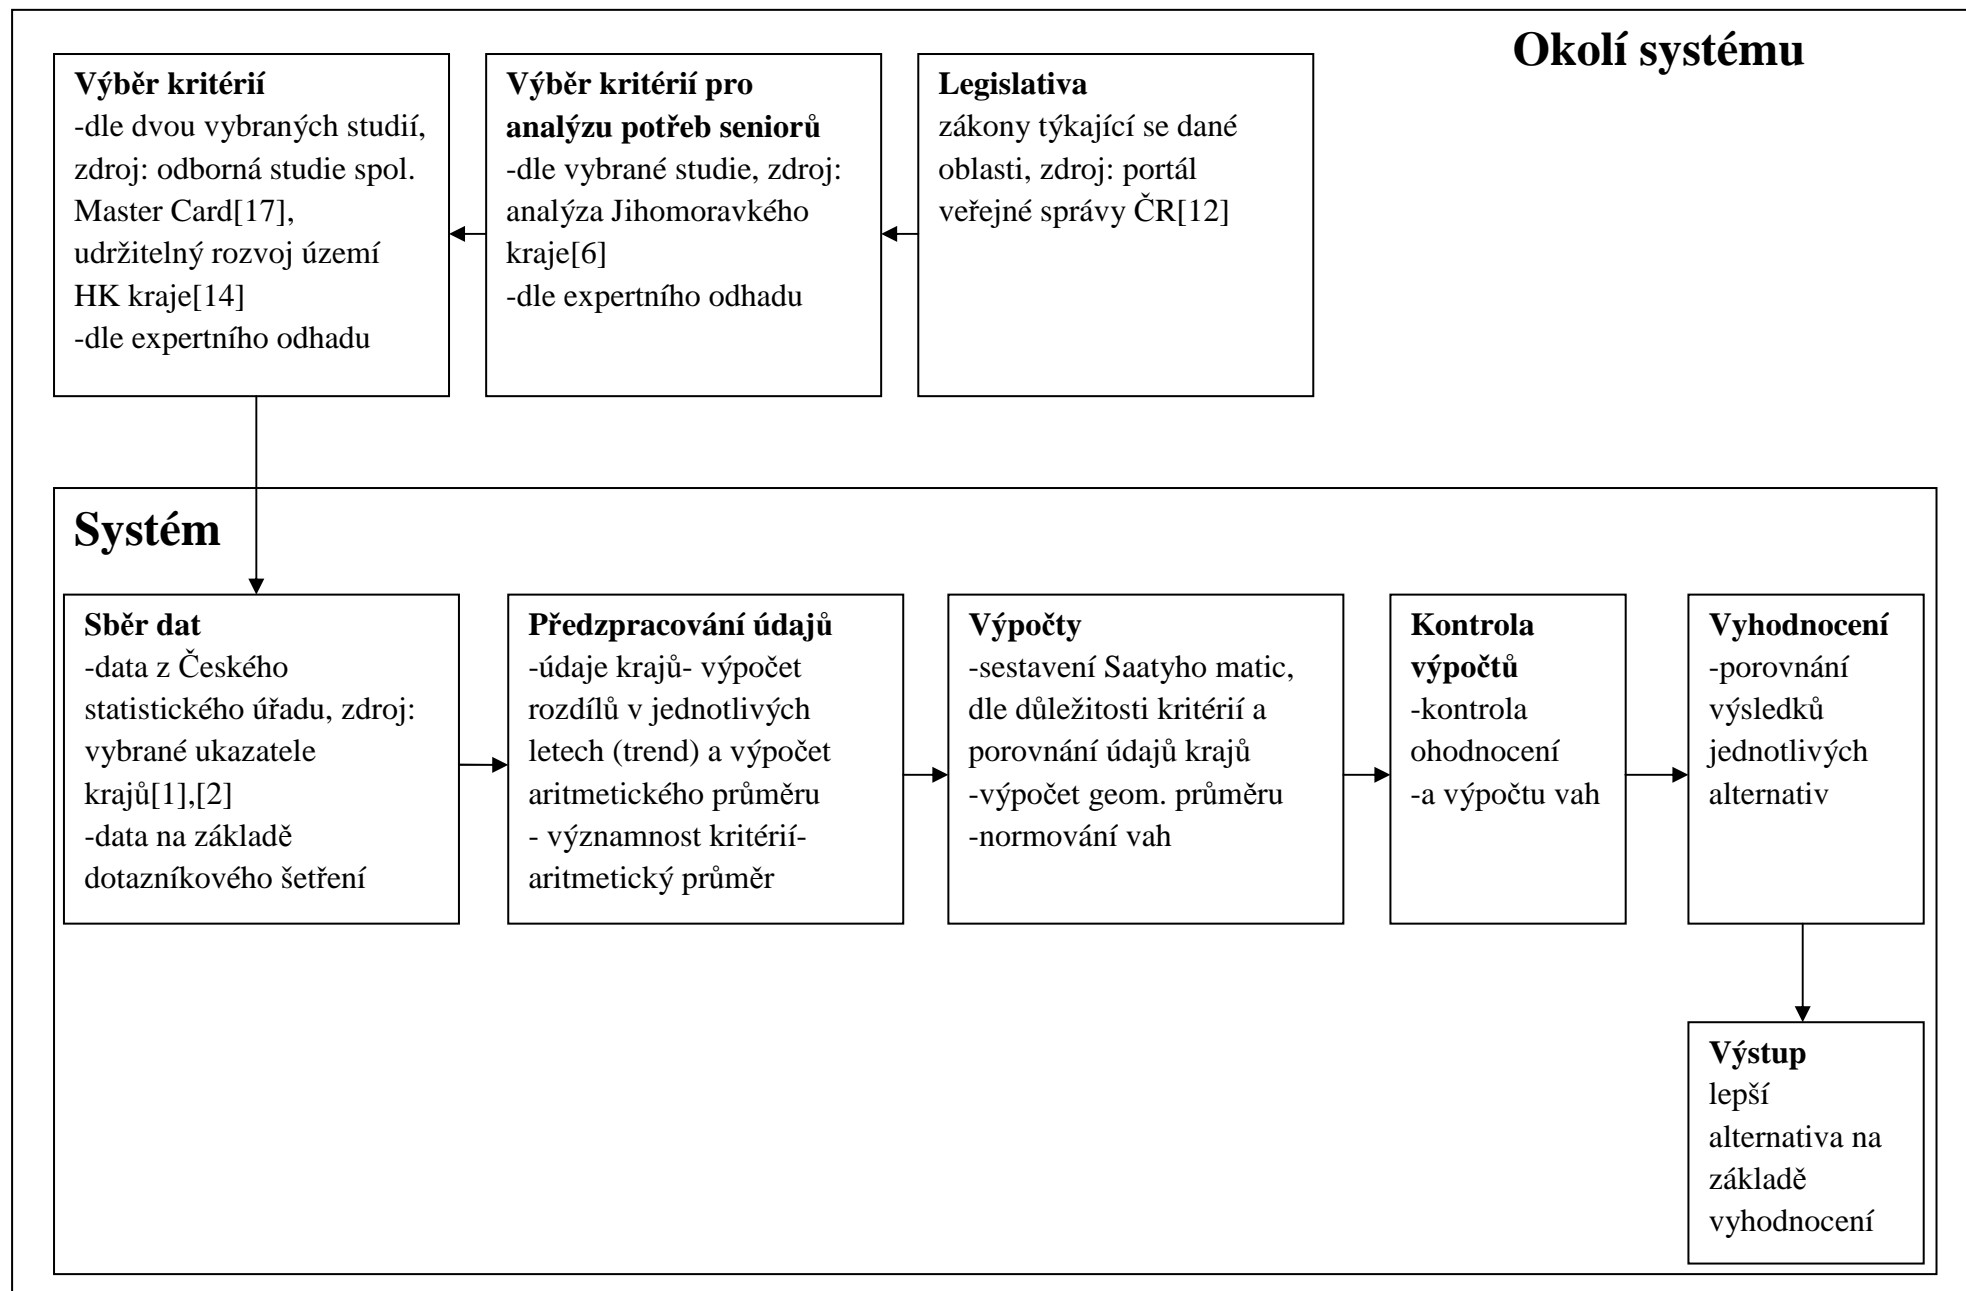 Okolí systému
Výběr kritérií
-dle dvou vybraných studií,
zdroj: odborná studie spol.
Master Card[17],
udržitelný rozvoj území
HK kraje[14]
-dle expertního odhadu
Výběr kritérií pro
analýzu potřeb seniorů
-dle vybrané studie, zdroj:
analýza Jihomoravkého
kraje[6]
-dle expertního odhadu
Legislativa
zákony týkající se dané
oblasti, zdroj: portál
veřejné správy ČR[12]
Systém
Sběr dat
-data z Českého
statistického úřadu, zdroj:
vybrané ukazatele
krajů[1],[2]
-data na základě
dotazníkového šetření
Předzpracování údajů
-údaje krajů- výpočet
rozdílů v jednotlivých
letech (trend) a výpočet
aritmetického průměru
- významnost kritérií-
aritmetický průměr
Výpočty
-sestavení Saatyho matic,
dle důležitosti kritérií a
porovnání údajů krajů
-výpočet geom. průměru
-normování vah
Kontrola
výpočtů
-kontrola
ohodnocení
-a výpočtu vah
Vyhodnocení
-porovnání
výsledků
jednotlivých
alternativ
Výstup
lepší
alternativa na
základě
vyhodnocení